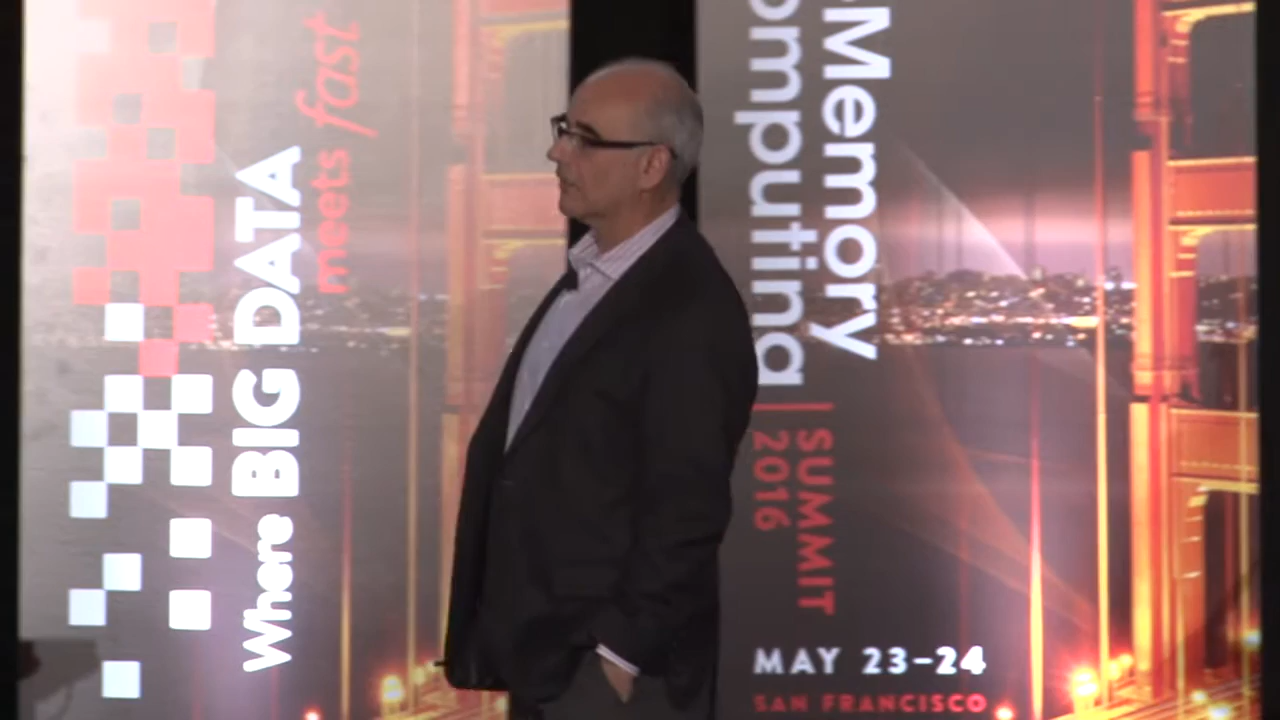 Where BIG DATA
meets fast
Memory
omputing
SUMMIT
2016
MAY 23-24
SAN FRANCISCO